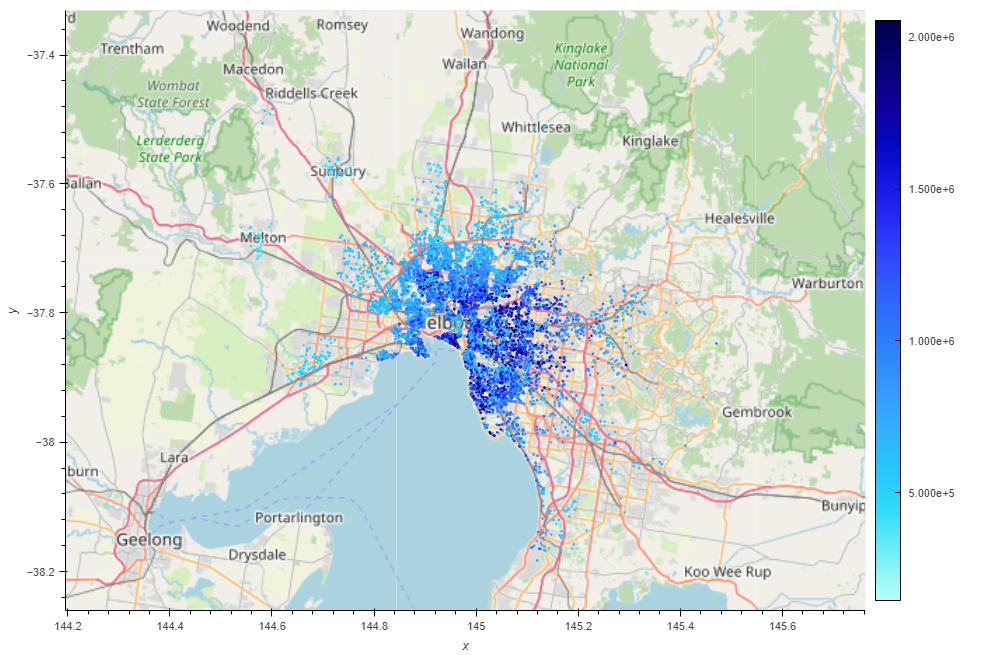 Woodend
Romsey
Wandong
Trentham
Kinglake
National
Park
Macedon
Wallan
Wombat
State Forest
Riddells Creek
Whittlesea
Lerderderg
State Park
Kinglake
Sunbury
Healesville
Melton
Warburton
Gembrook
Lara
Bunyip
Portarlington
Geelong
Drysdale
Koo Wee Rup
−37.4
−37.6
−37.8
−38
−38.2
y
144.2
144.4
144.6
144.8
145
145.2
145.4
145.6
x
2.000e+6
1.500e+6
1.000e+6
5.000e+5